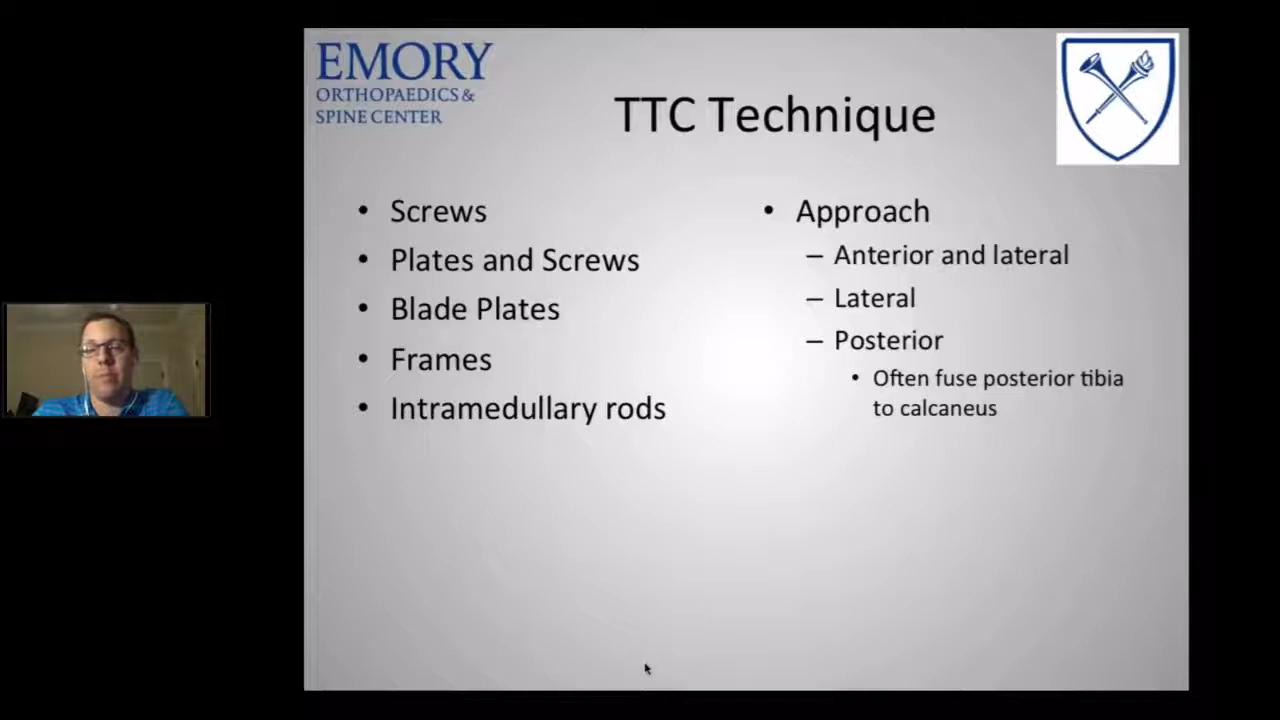 EMORY
ORTHOPAEDICS &
SPINE CENTER
TTC Technique
• Screws
• Plates and Screws
• Blade Plates
• Frames
• Intramedullary rods
• Approach
– Anterior and lateral
– Lateral
– Posterior
• Often fuse posterior tibia
to calcaneus